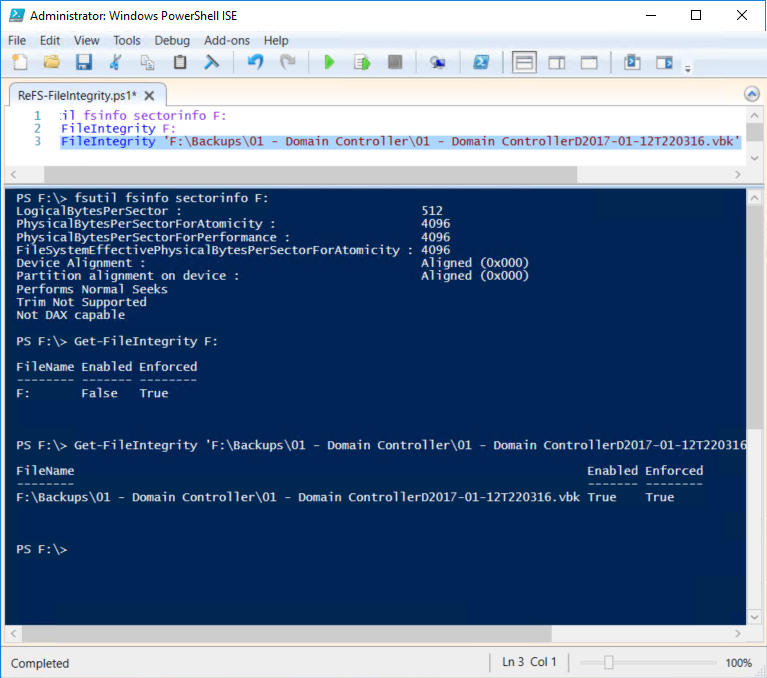 Administrator: Windows PowerShell ISE
File Edit View Tools Debug Add-ons Help
ReFS-FileIntegrity.ps1*
1 il fsinfo sectorinfo F:
2 FileIntegrity F:
3 FileIntegrity 'F:\Backups\01 - Domain Controller\01 - Domain ControllerD2017-01-12T220316.vbk'
PS F:\> fsutil fsinfo sectorinfo F:
LogicalBytesPerSector : 512
PhysicalBytesPerSectorForAtomicity : 4096
PhysicalBytesPerSectorForPerformance : 4096
FileSystemEffectivePhysicalBytesPerSectorForAtomicity : 4096
Device Alignment : Aligned (0x000)
Partition alignment on device : Aligned (0x000)
Performs Normal Seeks
Trim Not Supported
Not DAX capable
PS F:\> Get-FileIntegrity F:
FileName Enabled Enforced
-------- ------- --------
F: False True
PS F:\> Get-FileIntegrity 'F:\Backups\01 - Domain Controller\01 - Domain ControllerD2017-01-12T220316
FileName Enabled Enforced
-------- ------- --------
F:\Backups\01 - Domain Controller\01 - Domain ControllerD2017-01-12T220316.vbk True True
PS F:\>
Completed Ln 3 Col 1 100%